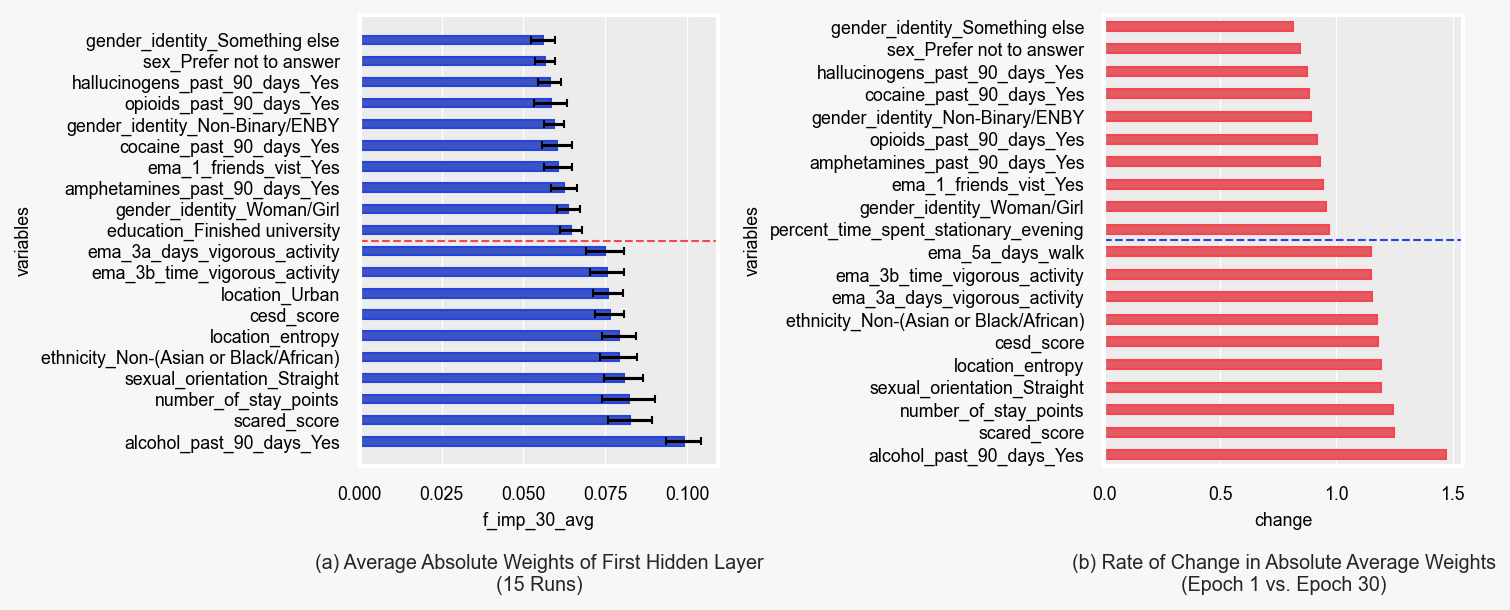 variables
gender_identity_Something else
sex_Prefer not to answer
hallucinogens_past_90_days_Yes
opioids_past_90_days_Yes
gender_identity_Non-Binary/ENBY
cocaine_past_90_days_Yes
ema_1_friends_vist_Yes
amphetamines_past_90_days_Yes
gender_identity_Woman/Girl
education_Finished university
ema_3a_days_vigorous_activity
ema_3b_time_vigorous_activity
location_Urban
cesd_score
location_entropy
ethnicity_Non-(Asian or Black/African)
sexual_orientation_Straight
number_of_stay_points
scared_score
alcohol_past_90_days_Yes
0.000 0.025 0.050 0.075 0.100
f_imp_30_avg
(a) Average Absolute Weights of First Hidden Layer
(15 Runs)
variables
gender_identity_Something else
sex_Prefer not to answer
hallucinogens_past_90_days_Yes
cocaine_past_90_days_Yes
gender_identity_Non-Binary/ENBY
opioids_past_90_days_Yes
amphetamines_past_90_days_Yes
ema_1_friends_vist_Yes
gender_identity_Woman/Girl
percent_time_spent_stationary_evening
ema_5a_days_walk
ema_3b_time_vigorous_activity
ema_3a_days_vigorous_activity
ethnicity_Non-(Asian or Black/African)
cesd_score
location_entropy
sexual_orientation_Straight
number_of_stay_points
scared_score
alcohol_past_90_days_Yes
0.0 0.5 1.0 1.5
change
(b) Rate of Change in Absolute Average Weights
(Epoch 1 vs. Epoch 30)